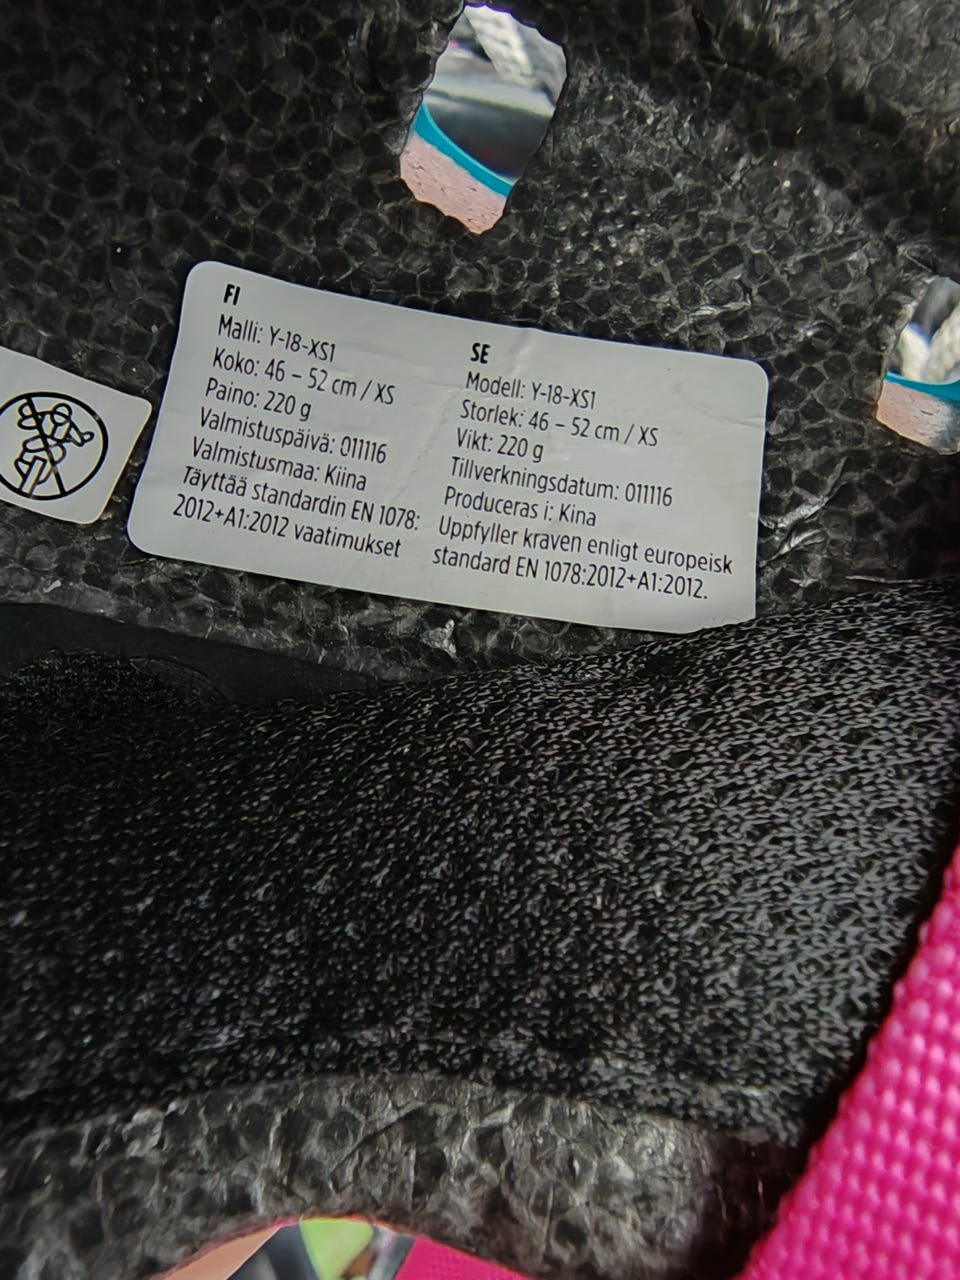 FI
Malli: Y-18-XS1
Koko: 46 – 52 cm / XS
Paino: 220 g
Valmistuspäivä: 011116
Valmistusmaa: Kiina
Täyttää standardin EN 1078:
2012+A1:2012 vaatimukset
SE
Modell: Y-18-XS1
Storlek: 46 – 52 cm / XS
Vikt: 220 g
Tillverkningsdatum: 011116
Produceras i: Kina
Uppfyller kraven enligt europeisk
standard EN 1078:2012+A1:2012.